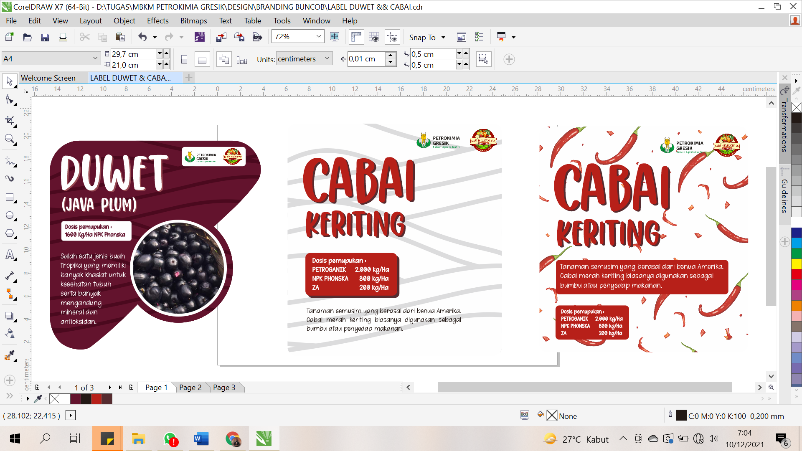 CorelDRAW X7 (64-Bit) - D:\TUGAS\MBKM PETROKIMIA GRESIK\DESIGN\BRANDING BUNCOB\LABEL DUWET && CABAI.cdr
File Edit View Layout Object Effects Bitmaps Text Table Tools Window Help
72% Snap To
A4 29,7 cm 21,0 cm Units: centimeters 0,01 cm 0,5 cm 0,5 cm
Welcome Screen LABEL DUWET & CABA...
centimeters
DUWET
(JAVA PLUM)
Dosis pemupukan :
1600 Kg/Ha NPK Phonska
Salah satu jenis buah
tropika yang memiliki
banyak khasiat untuk
kesehatan tubuh
serta banyak
mengandung
mineral dan
antioksidan.
PETROKIMIA
GRESIK
CABAI
KERITING
Dosis pemupukan :
PETROGANIK 2.000 kg/Ha
NPK PHONSKA 800 kg/Ha
ZA 200 kg/Ha
Tanaman semusim yang berasal dari benua Amerika.
Cabai merah keriting biasanya digunakan sebagai
bumbu atau penyedap makanan.
PETROKIMIA
GRESIK
CABAI
KERITING
Tanaman semusim yang berasal dari benua Amerika.
Cabai merah keriting biasanya digunakan sebagai
bumbu atau penyedap makanan.
Dosis pemupukan :
PETROGANIK 2.000 kg/Ha
NPK PHONSKA 800 kg/Ha
ZA 200 kg/Ha
Transformations
Guidelines
1 of 3 Page 1 Page 2 Page 3
( 28,102; 22,415 ) None C:0 M:0 Y:0 K:100 0,200 mm
27°C Kabut 7:04
10/12/2021